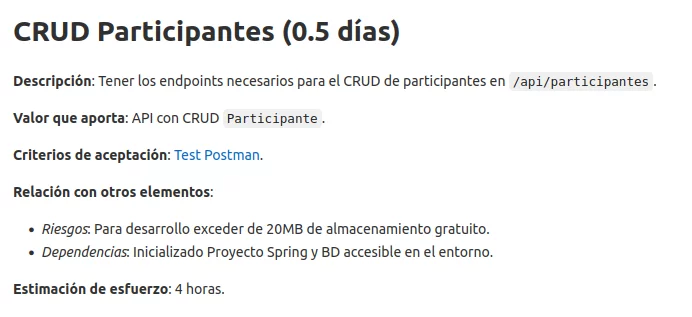 CRUD Participantes (0.5 días)
Descripción: Tener los endpoints necesarios para el CRUD de participantes en /api/participantes.
Valor que aporta: API con CRUD Participante.
Criterios de aceptación: Test Postman.
Relación con otros elementos:
• Riesgos: Para desarrollo exceder de 20MB de almacenamiento gratuito.
• Dependencias: Inicializado Proyecto Spring y BD accesible en el entorno.
Estimación de esfuerzo: 4 horas.